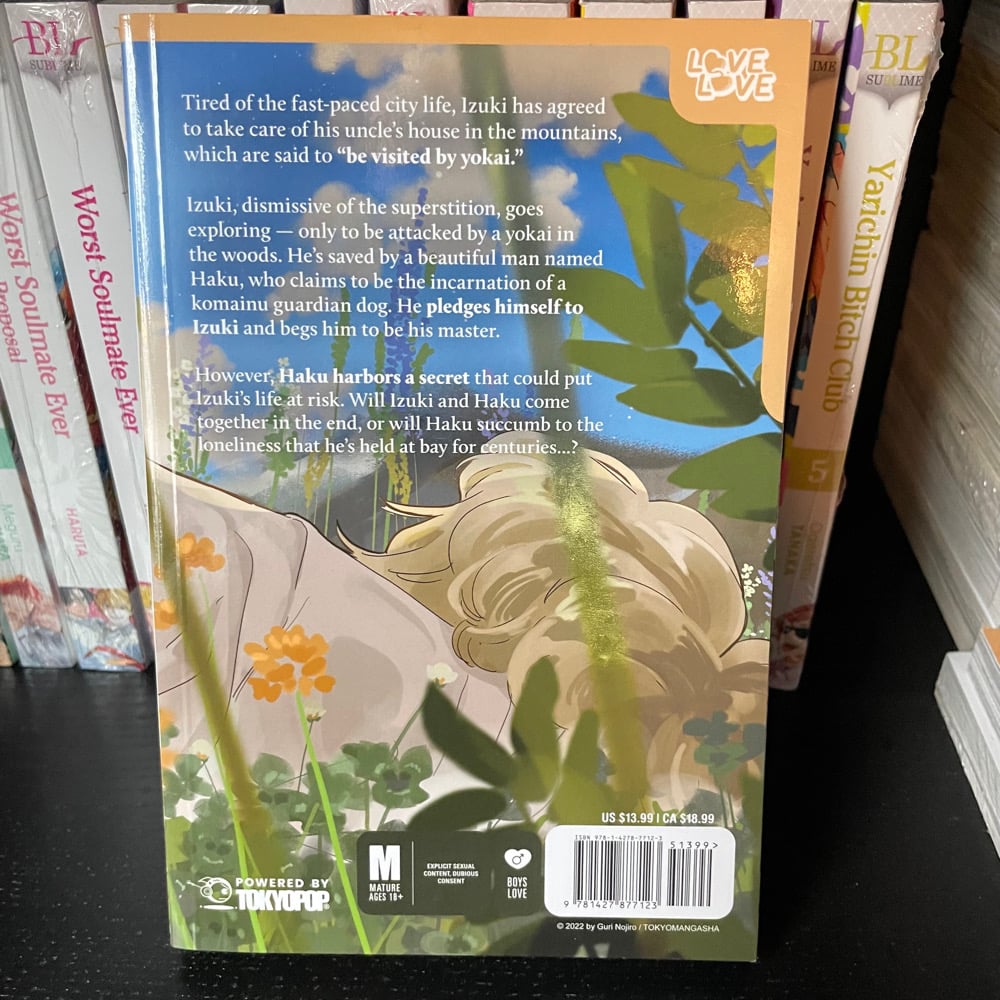 BL
SUBLIME
Worst Soulmate Ever
Proposal
Worst Soulmate Ever
HARUTA
LOVE
LOVE
Tired of the fast-paced city life, Izuki has agreed
to take care of his uncle's house in the mountains,
which are said to “be visited by yokai.”
Izuki, dismissive of the superstition, goes
exploring — only to be attacked by a yokai in
the woods. He's saved by a beautiful man named
Haku, who claims to be the incarnation of a
komainu guardian dog. He pledges himself to
Izuki and begs him to be his master.
However, Haku harbors a secret that could put
Izuki's life at risk. Will Izuki and Haku come
together in the end, or will Haku succumb to the
loneliness that he's held at bay for centuries...?
US $13.99 | CA $18.99
ISBN 978-1-4278-7712-3
51399>
9 781427 877123
POWERED BY
TOKYOPOP
M
MATURE
AGES 18+
EXPLICIT SEXUAL
CONTENT, DUBIOUS
CONSENT
BOYS
LOVE
© 2022 by Guri Nojiro / TOKYOMANGASHA
BL
SUBLIME
Yarichin Bitch Club
5
TANAKA